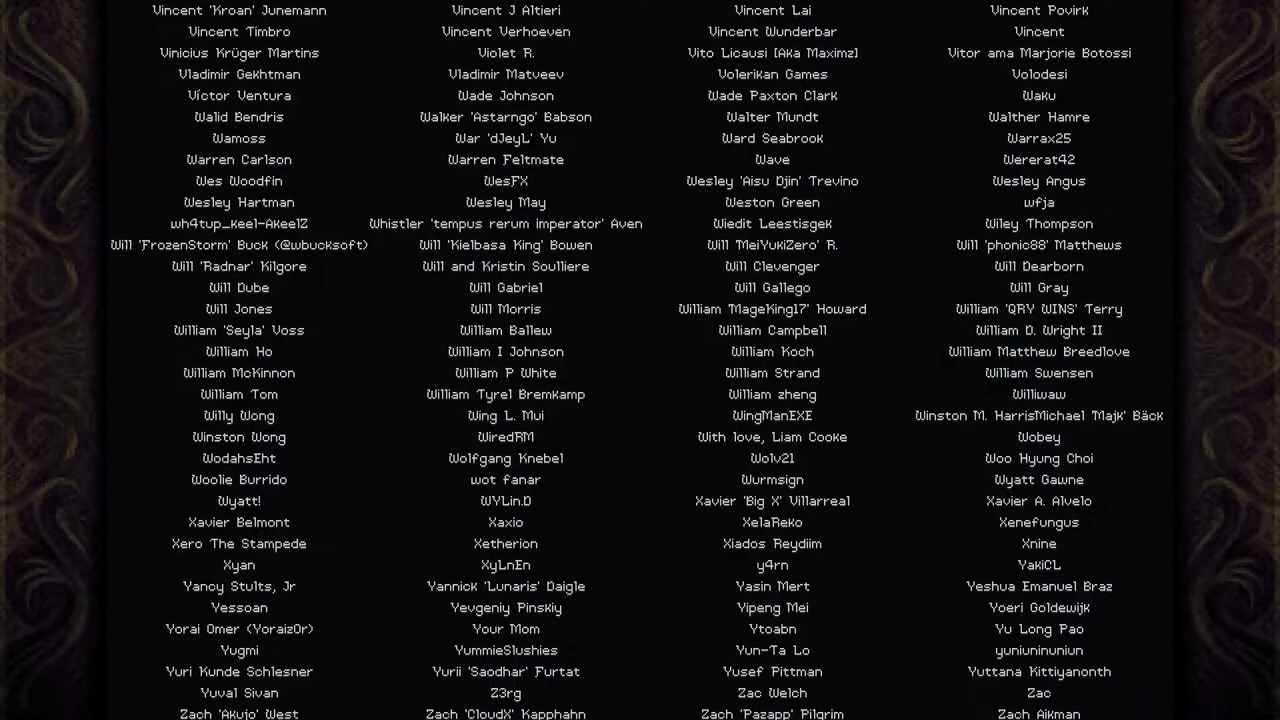 Vincent 'Kroan' Junemann Vincent J Altieri Vincent Lai Vincent Povirk
Vincent Timbro Vincent Verhoeven Vincent Wunderbar Vincent
Vinicius Krüger Martins Violet R. Vito Licausi [Aka Maximz] Vitor ama Marjorie Botossi
Vladimir Gekhtman Vladimir Matveev Volerikan Games Volodesi
Víctor Ventura Wade Johnson Wade Paxton Clark Waku
Walid Bendris Walker 'Astarngo' Babson Walter Mundt Walther Hamre
Wamoss War 'dJeyL' Yu Ward Seabrook Warrax25
Warren Carlson Warren Feltmate Wave Wererat42
Wes Woodfin WesFX Wesley 'Aisu Djin' Trevino Wesley Angus
Wesley Hartman Wesley May Weston Green wfja
wh4tup_keel-AkeelZ Whistler 'tempus rerum imperator' Aven Wiedit Leestisgek Wiley Thompson
Will 'FrozenStorm' Buck (@wbucksoft) Will 'Kielbasa King' Bowen Will 'MeiYukiZero' R. Will 'phonic88' Matthews
Will 'Radnar' Kilgore Will and Kristin Soulliere Will Clevenger Will Dearborn
Will Dube Will Gabriel Will Gallego Will Gray
Will Jones Will Morris William 'MageKing17' Howard William 'QRY WINS' Terry
William 'Seyla' Voss William Ballew William Campbell William D. Wright II
William Ho William I Johnson William Koch William Matthew Breedlove
William McKinnon William P White William Strand William Swensen
William Tom William Tyrel Bremkamp William zheng Williwaw
Willy Wong Wing L. Mui WingManEXE Winston M. HarrisMichael 'Majk' Bäck
Winston Wong WiredRM With love, Liam Cooke Wobey
WodahsEht Wolfgang Knebel Wolv21 Woo Hyung Choi
Woolie Burrido wot fanar Wurmsign Wyatt Gawne
Wyatt! WYLin.D Xavier 'Big X' Villarreal Xavier A. Alvelo
Xavier Belmont Xaxio XelaReko Xenefungus
Xero The Stampede Xetherion Xiados Reydiim Xnine
Xyan XyLnEn y4rn YakiCL
Yancy Stults, Jr Yannick 'Lunaris' Daigle Yasin Mert Yeshua Emanuel Braz
Yessoan Yevgeniy Pinskiy Yipeng Mei Yoeri Goldewijk
Yorai Omer (Yoraiz0r) Your Mom Ytoabn Yu Long Pao
Yugmi YummieSlushies Yun-Ta Lo yuniuninuniun
Yuri Kunde Schlesner Yurii 'Saodhar' Furtat Yusef Pittman Yuttana Kittiyanonth
Yuval Sivan Z3rg Zac Welch Zac
Zach 'Akujo' West Zach 'CloudX' Kapphahn Zach 'Pazapp' Pilgrim Zach Aikman